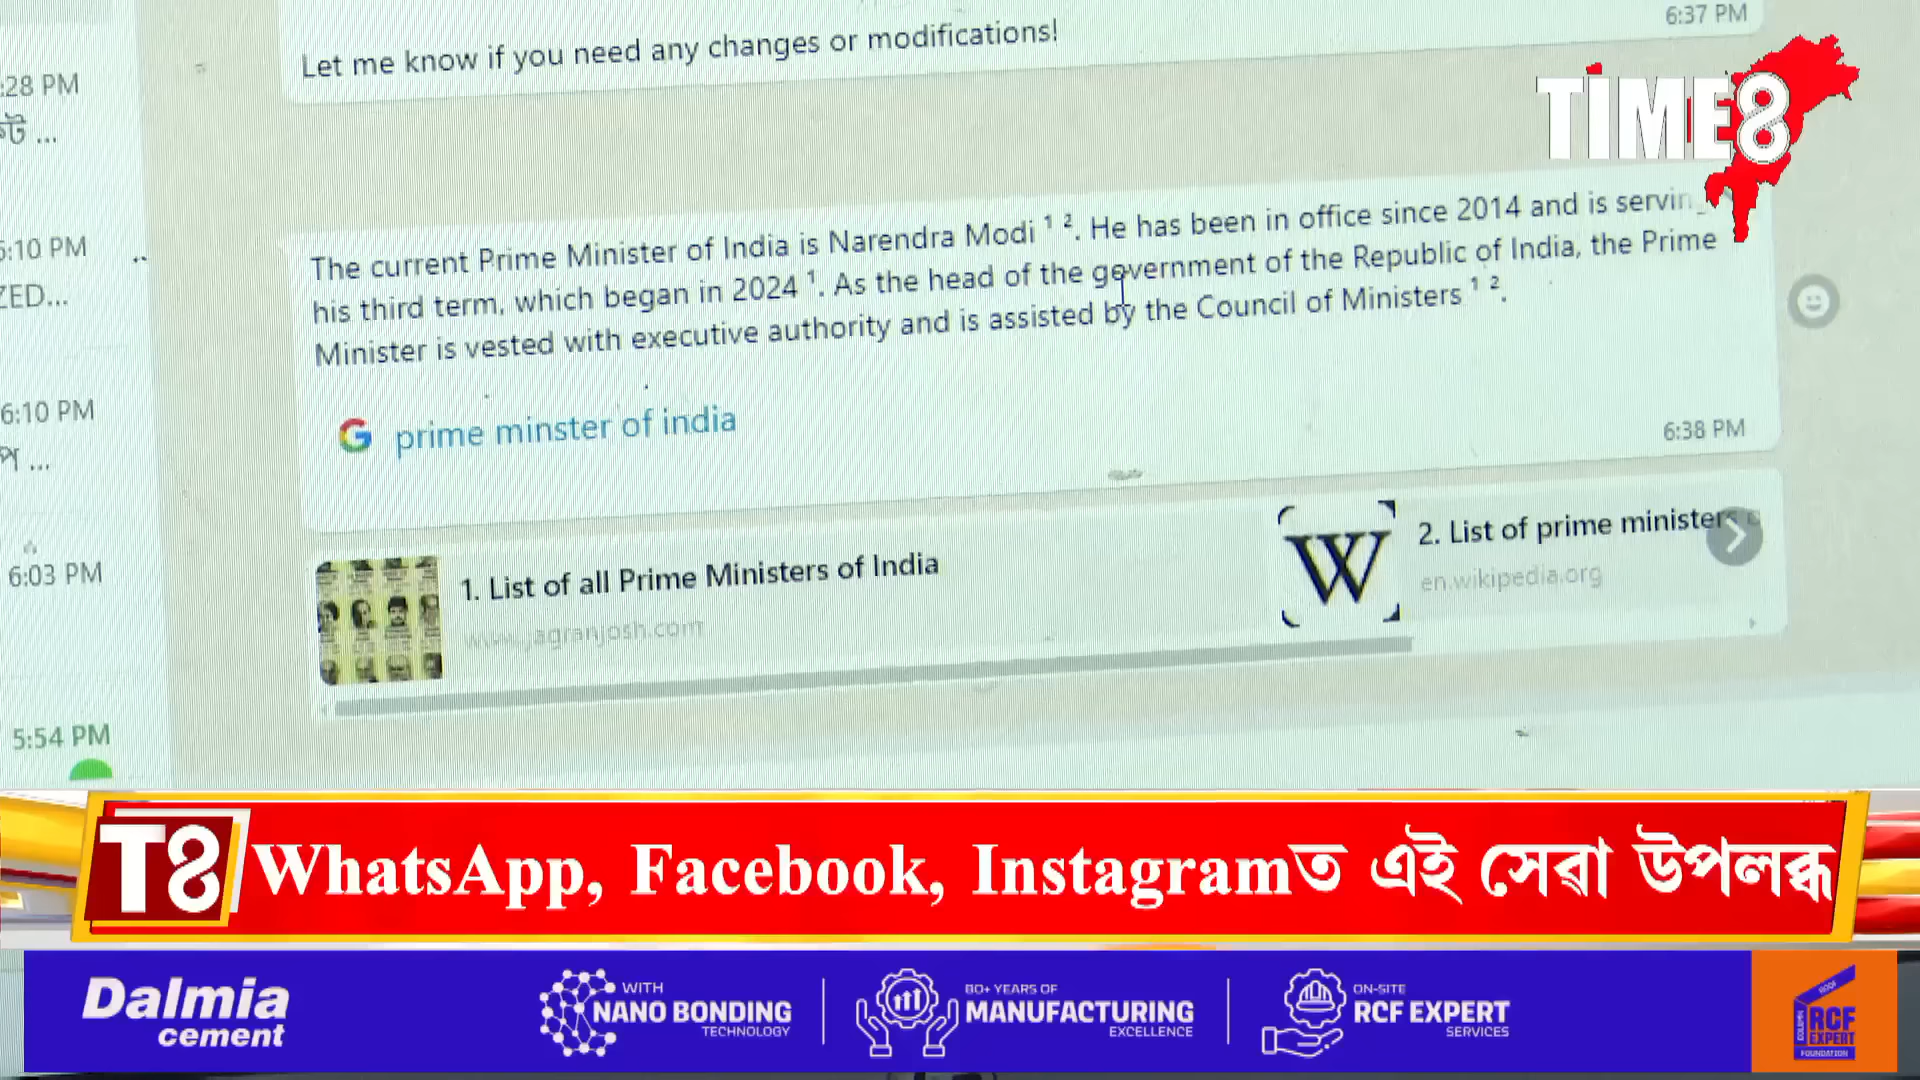 6:37 PM
Let me know if you need any changes or modifications!
:28 PM
TIME8
The current Prime Minister of India is Narendra Modi ¹ ². He has been in office since 2014 and is servin
his third term, which began in 2024 ¹. As the head of the government of the Republic of India, the Prime
Minister is vested with executive authority and is assisted by the Council of Ministers ¹ ².
:10 PM
ZED...
G prime minster of india
6:38 PM
6:10 PM
1. List of all Prime Ministers of India
www.jagranjosh.com
W
2. List of prime ministers
en.wikipedia.org
6:03 PM
5:54 PM
T8 WhatsApp, Facebook, Instagramত এই সেৱা উপলব্ধ
Dalmia
cement
WITH
NANO BONDING
TECHNOLOGY
80+ YEARS OF
MANUFACTURING
EXCELLENCE
ON-SITE
RCF EXPERT
SERVICES
ROOF
COLUMN
RCF
EXPERT
FOUNDATION